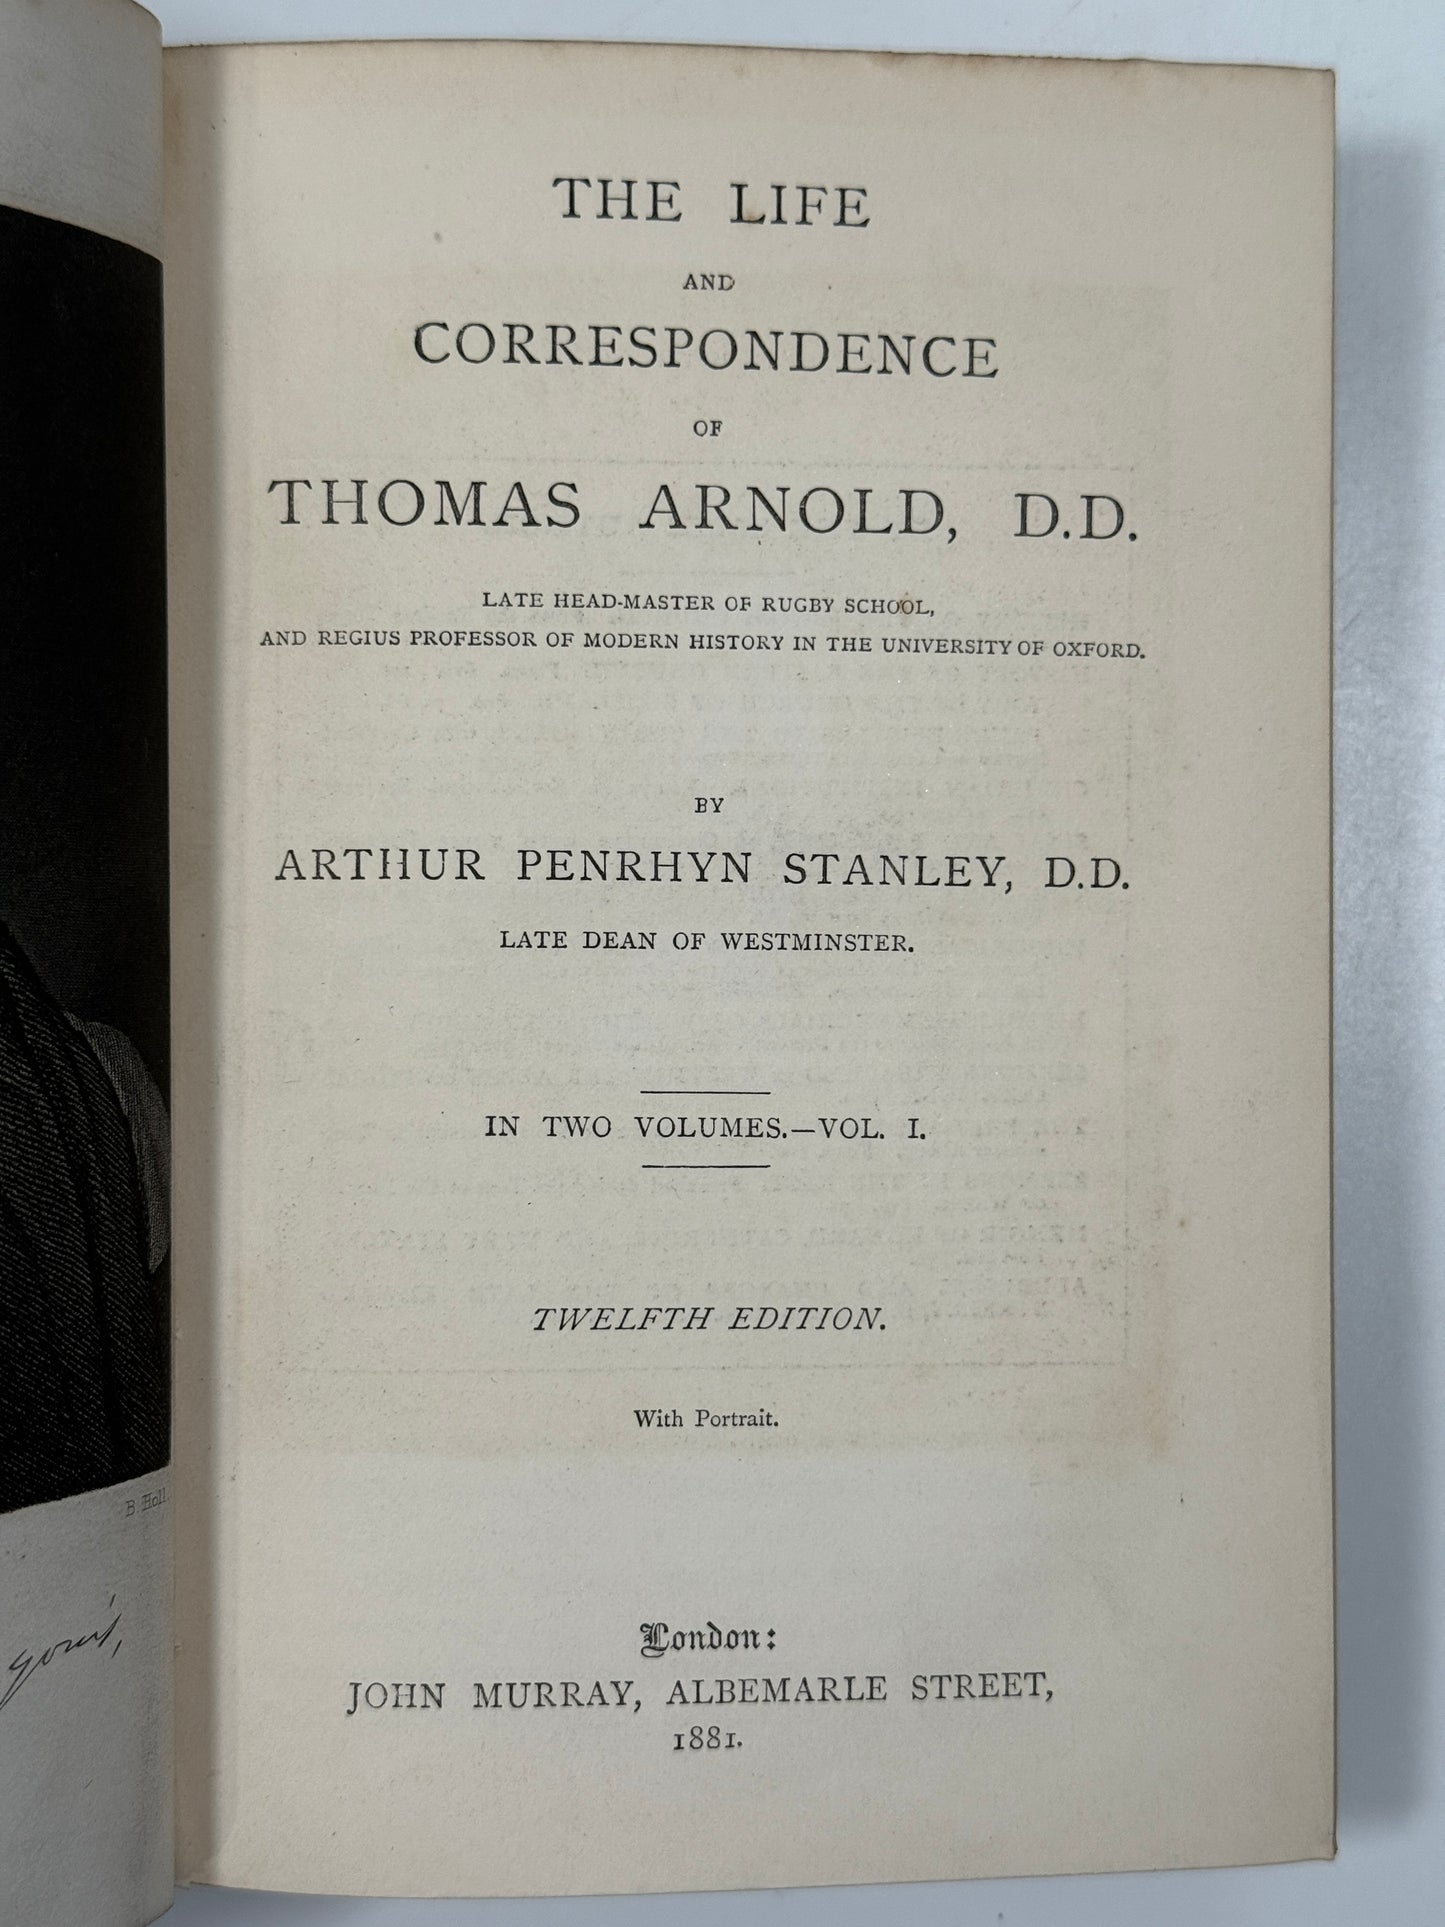 THE LIFE
AND
CORRESPONDENCE
OF
THOMAS ARNOLD, D.D.
LATE HEAD-MASTER OF RUGBY SCHOOL,
AND REGIUS PROFESSOR OF MODERN HISTORY IN THE UNIVERSITY OF OXFORD.
BY
ARTHUR PENRHYN STANLEY, D.D.
LATE DEAN OF WESTMINSTER.
IN TWO VOLUMES.—VOL. I.
TWELFTH EDITION.
With Portrait.
London:
JOHN MURRAY, ALBEMARLE STREET,
1881.
B. Holl